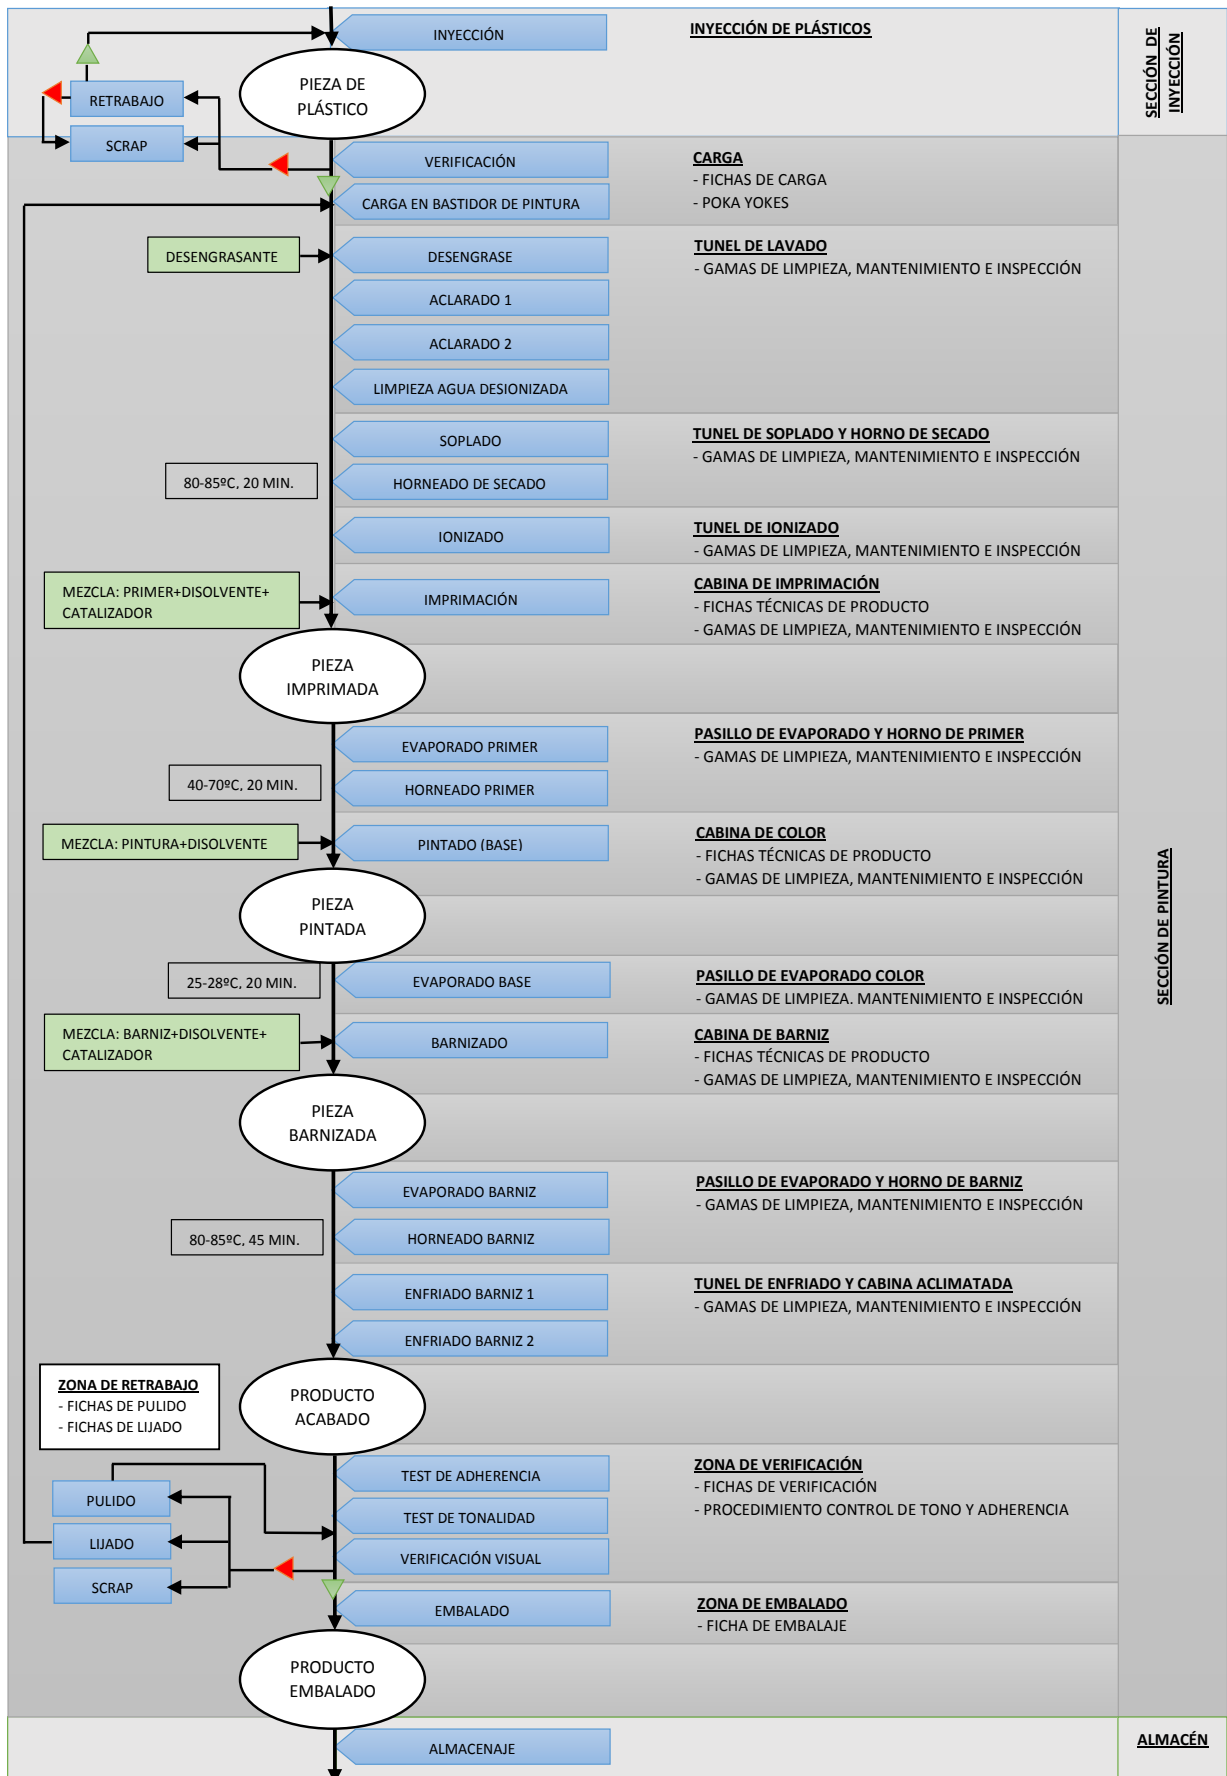 INYECCIÓN
INYECCIÓN DE PLÁSTICOS
SECCIÓN DE
INYECCIÓN
PIEZA DE
PLÁSTICO
RETRABAJO
SCRAP
VERIFICACIÓN
CARGA EN BASTIDOR DE PINTURA
CARGA
- FICHAS DE CARGA
- POKA YOKES
DESENGRASANTE
DESENGRASE
ACLARADO 1
ACLARADO 2
LIMPIEZA AGUA DESIONIZADA
TUNEL DE LAVADO
- GAMAS DE LIMPIEZA, MANTENIMIENTO E INSPECCIÓN
SOPLADO
80-85ºC, 20 MIN.
HORNEADO DE SECADO
TUNEL DE SOPLADO Y HORNO DE SECADO
- GAMAS DE LIMPIEZA, MANTENIMIENTO E INSPECCIÓN
IONIZADO
TUNEL DE IONIZADO
- GAMAS DE LIMPIEZA, MANTENIMIENTO E INSPECCIÓN
MEZCLA: PRIMER+DISOLVENTE+
CATALIZADOR
IMPRIMACIÓN
CABINA DE IMPRIMACIÓN
- FICHAS TÉCNICAS DE PRODUCTO
- GAMAS DE LIMPIEZA, MANTENIMIENTO E INSPECCIÓN
PIEZA
IMPRIMADA
EVAPORADO PRIMER
40-70ºC, 20 MIN.
HORNEADO PRIMER
PASILLO DE EVAPORADO Y HORNO DE PRIMER
- GAMAS DE LIMPIEZA, MANTENIMIENTO E INSPECCIÓN
MEZCLA: PINTURA+DISOLVENTE
PINTADO (BASE)
CABINA DE COLOR
- FICHAS TÉCNICAS DE PRODUCTO
- GAMAS DE LIMPIEZA, MANTENIMIENTO E INSPECCIÓN
SECCIÓN DE PINTURA
PIEZA
PINTADA
25-28ºC, 20 MIN.
EVAPORADO BASE
PASILLO DE EVAPORADO COLOR
- GAMAS DE LIMPIEZA. MANTENIMIENTO E INSPECCIÓN
MEZCLA: BARNIZ+DISOLVENTE+
CATALIZADOR
BARNIZADO
CABINA DE BARNIZ
- FICHAS TÉCNICAS DE PRODUCTO
- GAMAS DE LIMPIEZA, MANTENIMIENTO E INSPECCIÓN
PIEZA
BARNIZADA
EVAPORADO BARNIZ
80-85ºC, 45 MIN.
HORNEADO BARNIZ
PASILLO DE EVAPORADO Y HORNO DE BARNIZ
- GAMAS DE LIMPIEZA, MANTENIMIENTO E INSPECCIÓN
ENFRIADO BARNIZ 1
ENFRIADO BARNIZ 2
TUNEL DE ENFRIADO Y CABINA ACLIMATADA
- GAMAS DE LIMPIEZA, MANTENIMIENTO E INSPECCIÓN
ZONA DE RETRABAJO
- FICHAS DE PULIDO
- FICHAS DE LIJADO
PRODUCTO
ACABADO
TEST DE ADHERENCIA
TEST DE TONALIDAD
VERIFICACIÓN VISUAL
ZONA DE VERIFICACIÓN
- FICHAS DE VERIFICACIÓN
- PROCEDIMIENTO CONTROL DE TONO Y ADHERENCIA
PULIDO
LIJADO
SCRAP
EMBALADO
ZONA DE EMBALADO
- FICHA DE EMBALAJE
PRODUCTO
EMBALADO
ALMACENAJE
ALMACÉN